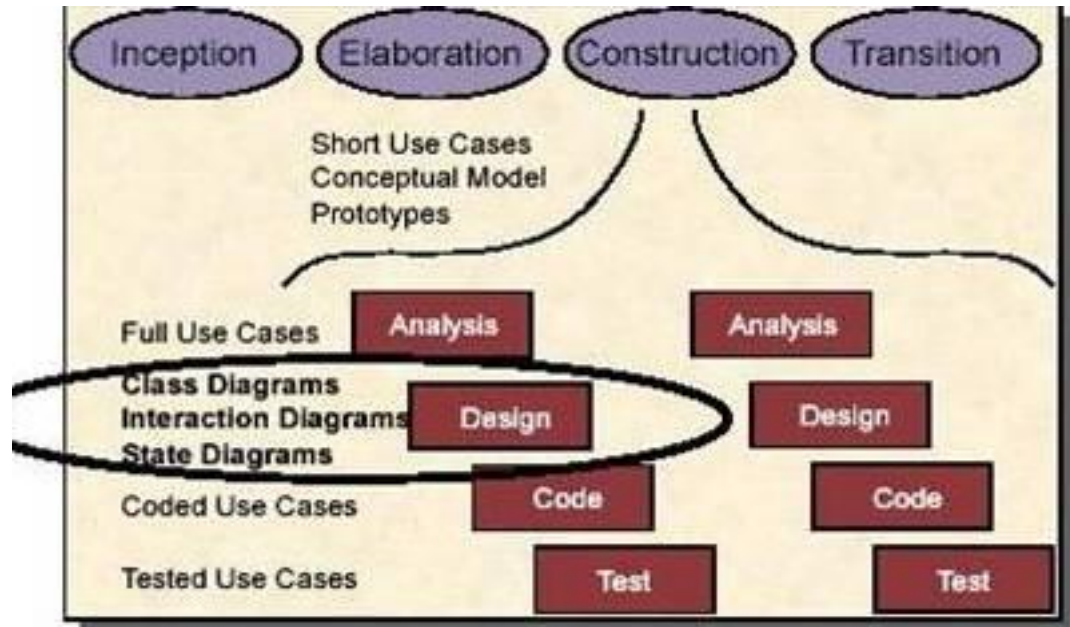 Inception Elaboration Construction Transition
Short Use Cases
Conceptual Model
Prototypes
Full Use Cases Analysis Analysis
Class Diagrams
Interaction Diagrams Design Design
State Diagrams
Coded Use Cases Code Code
Tested Use Cases Test Test